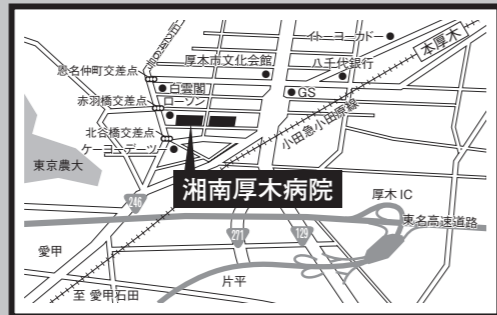 イトーヨーカドー
本厚木
厚木市文化会館
八千代銀行
恩名仲町交差点
白雲閣
GS
赤羽橋交差点
ローソン
小田急小田原線
北谷橋交差点
ケーヨーデーツー
東京農大
湘南厚木病院
246
厚木IC
東名高速道路
271
129
愛甲
片平
至 愛甲石田